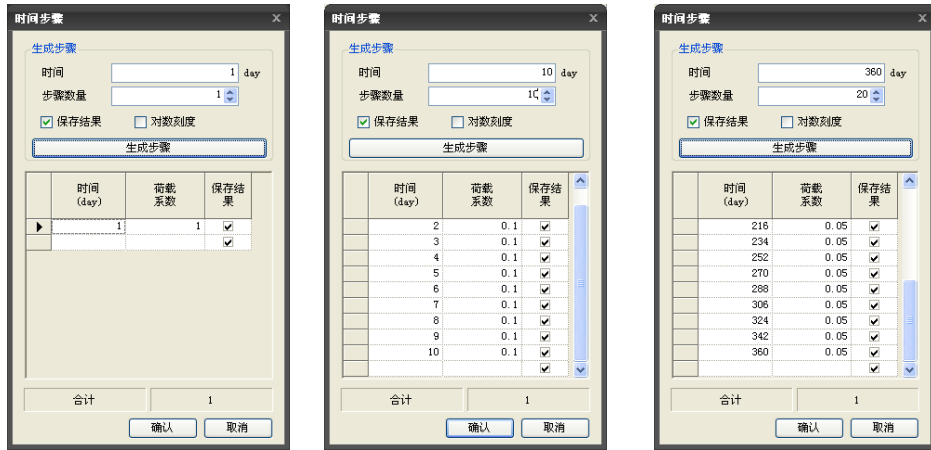 时间步骤 x
生成步骤
时间 1 day
步骤数量 1
保存结果 对数刻度
生成步骤
时间 (day) 荷载系数 保存结果
1 1
合计 1
确认 取消
时间步骤 x
生成步骤
时间 10 day
步骤数量 10
保存结果 对数刻度
生成步骤
时间 (day) 荷载系数 保存结果
2 0.1
3 0.1
4 0.1
5 0.1
6 0.1
7 0.1
8 0.1
9 0.1
10 0.1
合计 1
确认 取消
时间步骤 x
生成步骤
时间 360 day
步骤数量 20
保存结果 对数刻度
生成步骤
时间 (day) 荷载系数 保存结果
216 0.05
234 0.05
252 0.05
270 0.05
288 0.05
306 0.05
324 0.05
342 0.05
360 0.05
合计 1
确认 取消